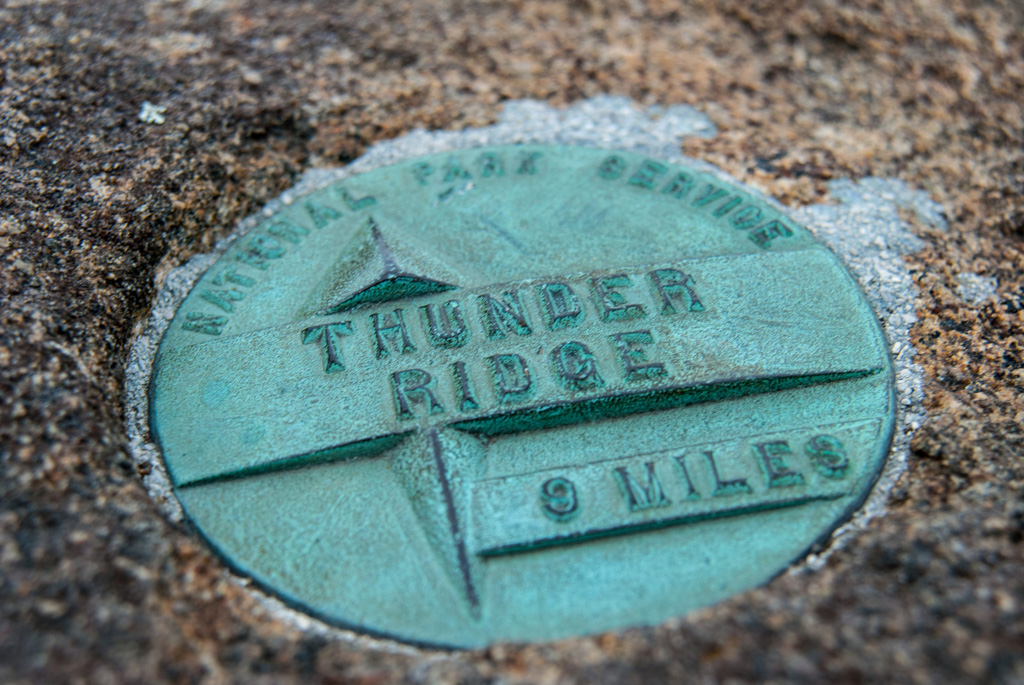 NATIONAL PARK SERVICE
THUNDER
RIDGE
9 MILES